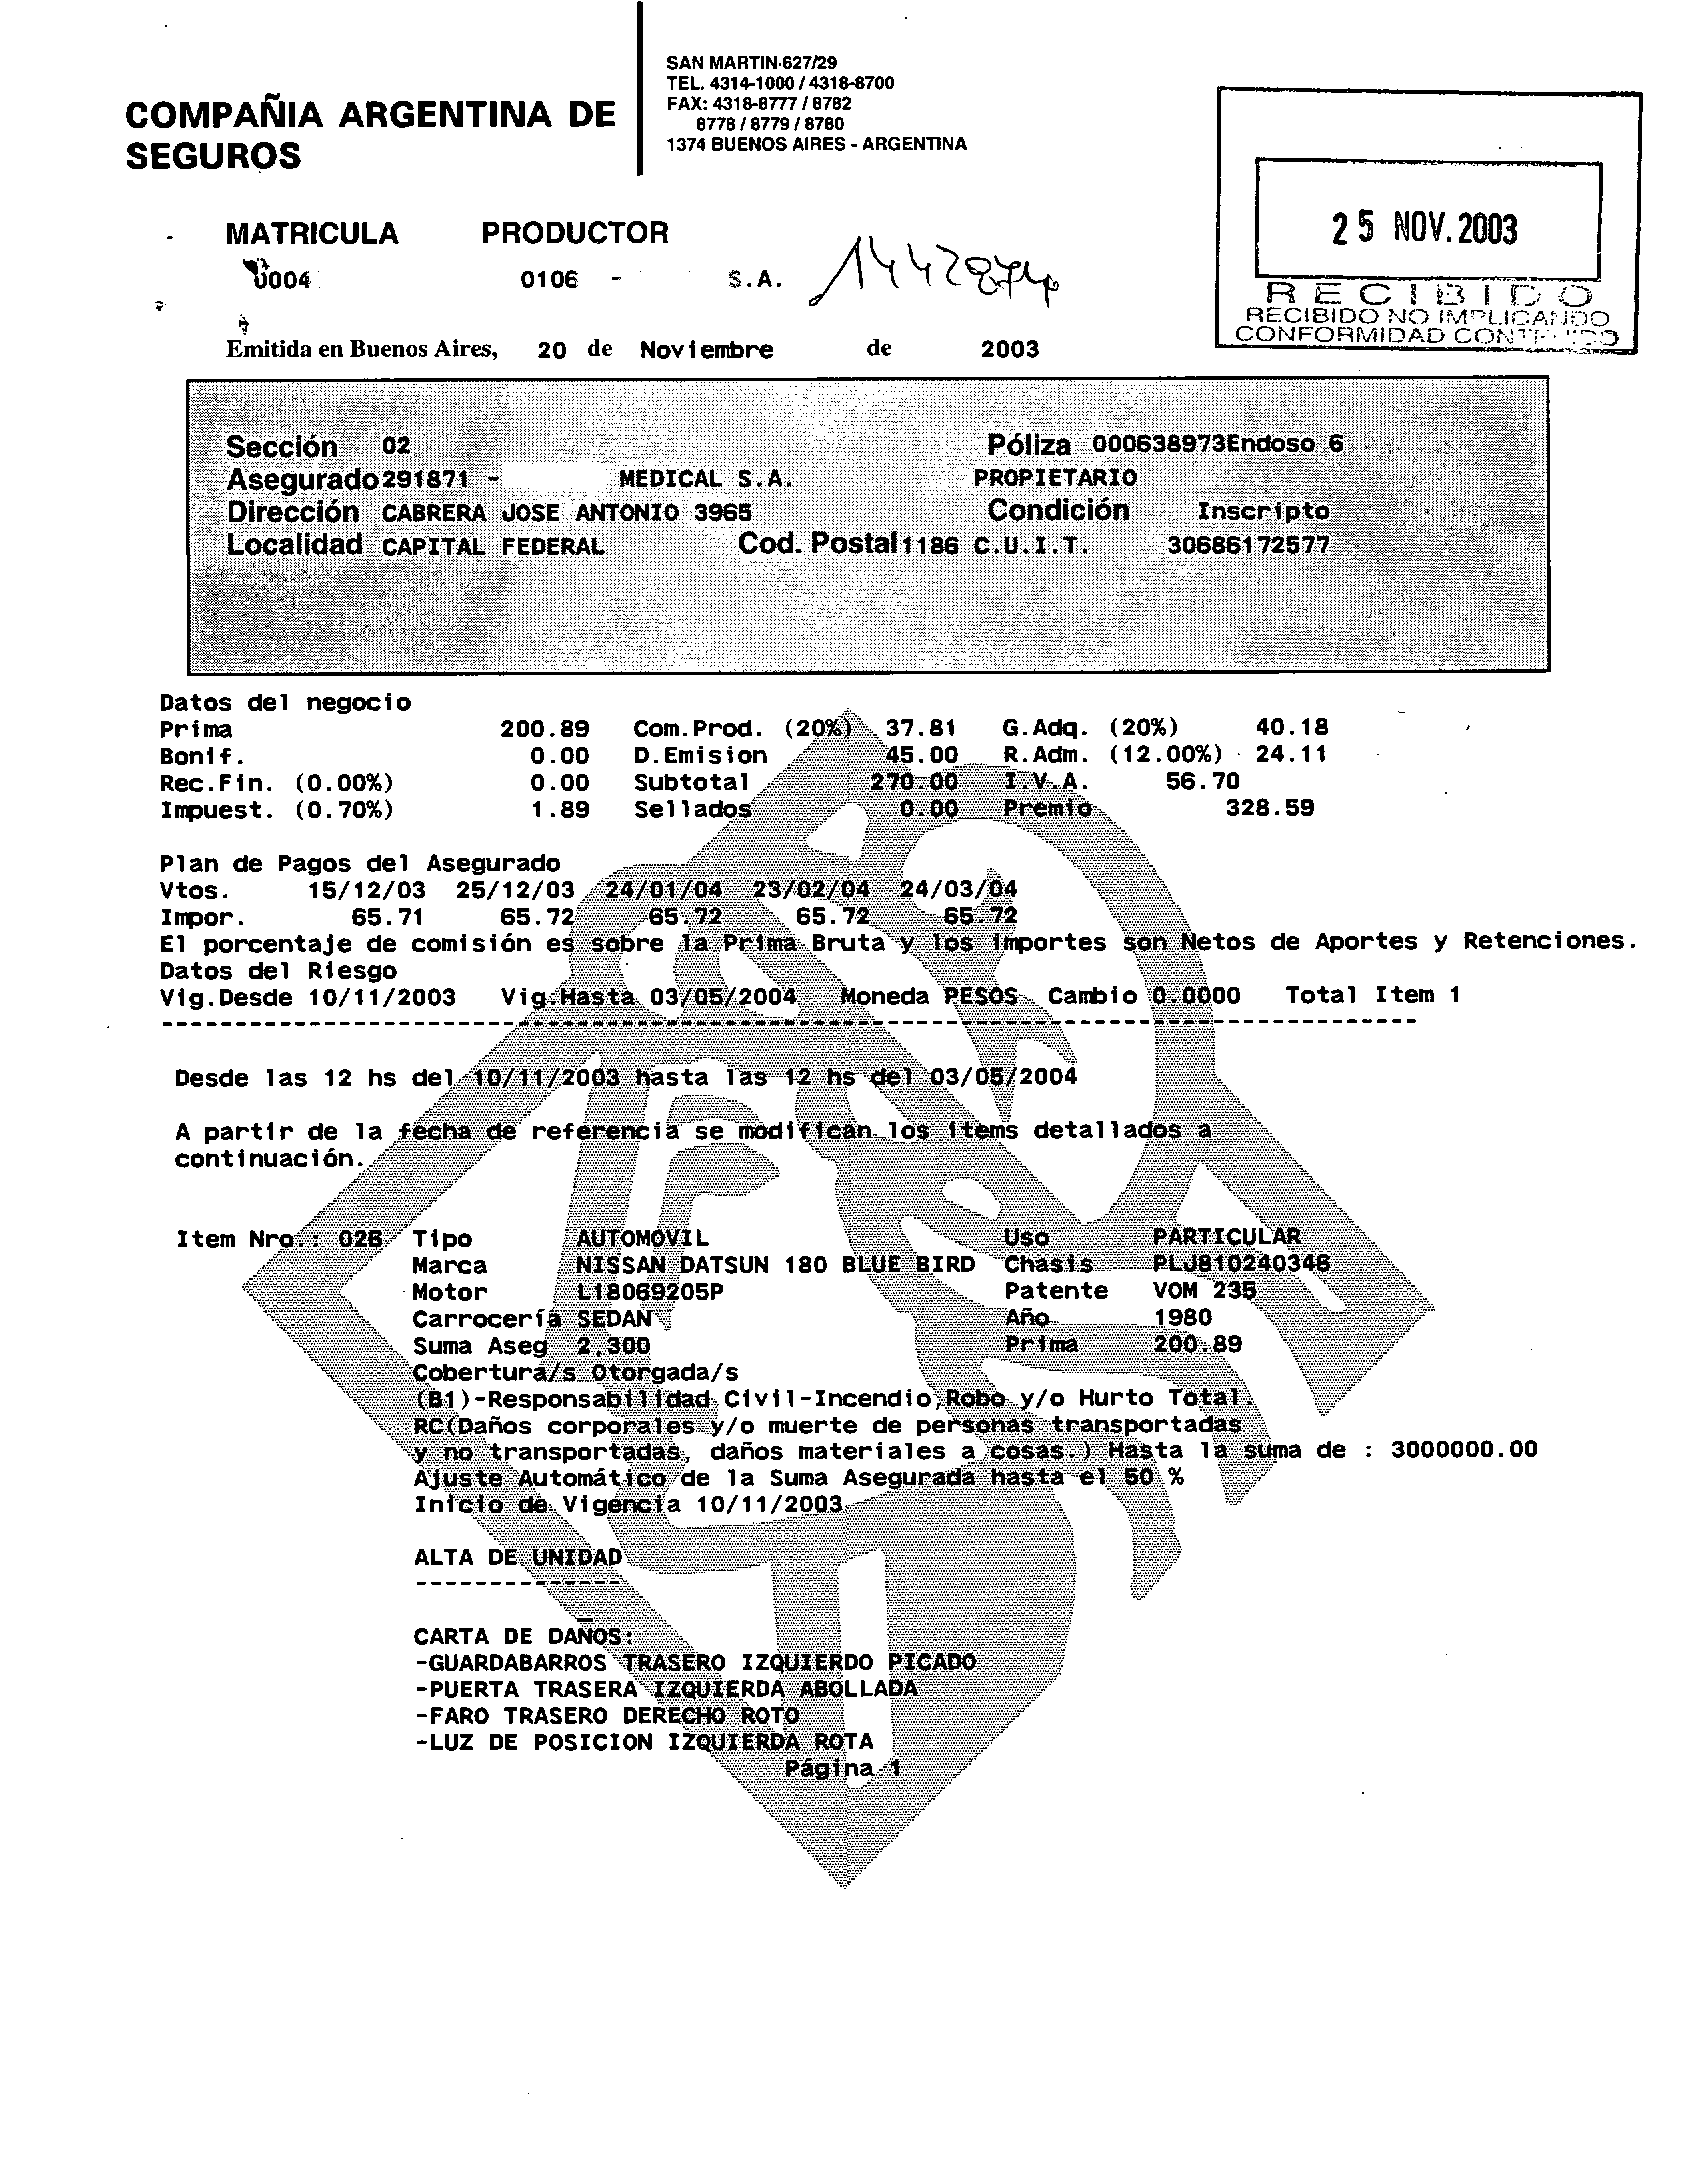 COMPAÑIA ARGENTINA DE
SEGUROS
SAN MARTIN 627/29
TEL. 4314-1000 / 4318-8700
FAX: 4318-8777 / 8782
8778 / 8779 / 8780
1374 BUENOS AIRES - ARGENTINA
25 NOV. 2003
RECIBIDO
RECIBIDO NO IMPLICANDO
CONFORMIDAD
MATRICULA PRODUCTOR
0004 0106 - S.A.
Emitida en Buenos Aires, 20 de Noviembre de 2003
Sección 02 Póliza 000638973Endoso 6
Asegurado 291871 - MEDICAL S.A. PROPIETARIO
Dirección CABRERA JOSE ANTONIO 3965 Condición Inscripto
Localidad CAPITAL FEDERAL Cod. Postal 1186 C.U.I.T. 30686172577
Datos del negocio
Prima 200.89 Com.Prod. (20%) 37.81 G.Adq. (20%) 40.18
Bonif. 0.00 D.Emision 45.00 R.Adm. (12.00%) 24.11
Rec.Fin. (0.00%) 0.00 Subtotal 270.00 I.V.A. 56.70
Impuest. (0.70%) 1.89 Sellados 0.00 Premio 328.59
Plan de Pagos del Asegurado
Vtos. 15/12/03 25/12/03 24/01/04 23/02/04 24/03/04
Impor. 65.71 65.72 65.72 65.72 65.72
El porcentaje de comisión es sobre la Prima Bruta y los importes son Netos de Aportes y Retenciones.
Datos del Riesgo
Vig.Desde 10/11/2003 Vig.Hasta 03/05/2004 Moneda PESOS Cambio 0.0000 Total Item 1
Desde las 12 hs del 10/11/2003 hasta las 12 hs del 03/05/2004
A partir de la fecha de referencia se modifican los items detallados a
continuación.
Item Nro.: 026 Tipo AUTOMOVIL Uso PARTICULAR
Marca NISSAN DATSUN 180 BLUE BIRD Chasis PLJ810240346
Motor L18069205P Patente VOM 235
Carrocería SEDAN Año 1980
Suma Aseg 2.300 Prima 200.89
Cobertura/s Otorgada/s
(B1)-Responsabilidad Civil-Incendio,Robo y/o Hurto Total.
RC(Daños corporales y/o muerte de personas transportadas
y no transportadas, daños materiales a cosas.) Hasta la suma de : 3000000.00
Ajuste Automático de la Suma Asegurada hasta el 50 %
Inicio de Vigencia 10/11/2003
ALTA DE UNIDAD
--------------
CARTA DE DAÑOS:
-GUARDABARROS TRASERO IZQUIERDO PICADO
-PUERTA TRASERA IZQUIERDA ABOLLADA
-FARO TRASERO DERECHO ROTO
-LUZ DE POSICION IZQUIERDA ROTA
Página 1